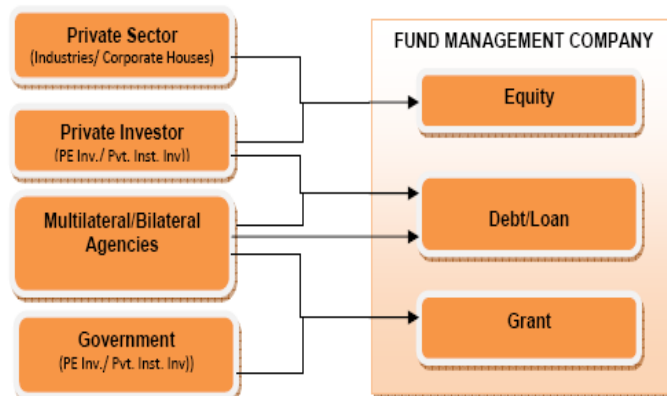 Private Sector
(Industries/ Corporate Houses)
Private Investor
(PE Inv./ Pvt. Inst. Inv))
Multilateral/Bilateral
Agencies
Government
(PE Inv./ Pvt. Inst. Inv))
FUND MANAGEMENT COMPANY
Equity
Debt/Loan
Grant